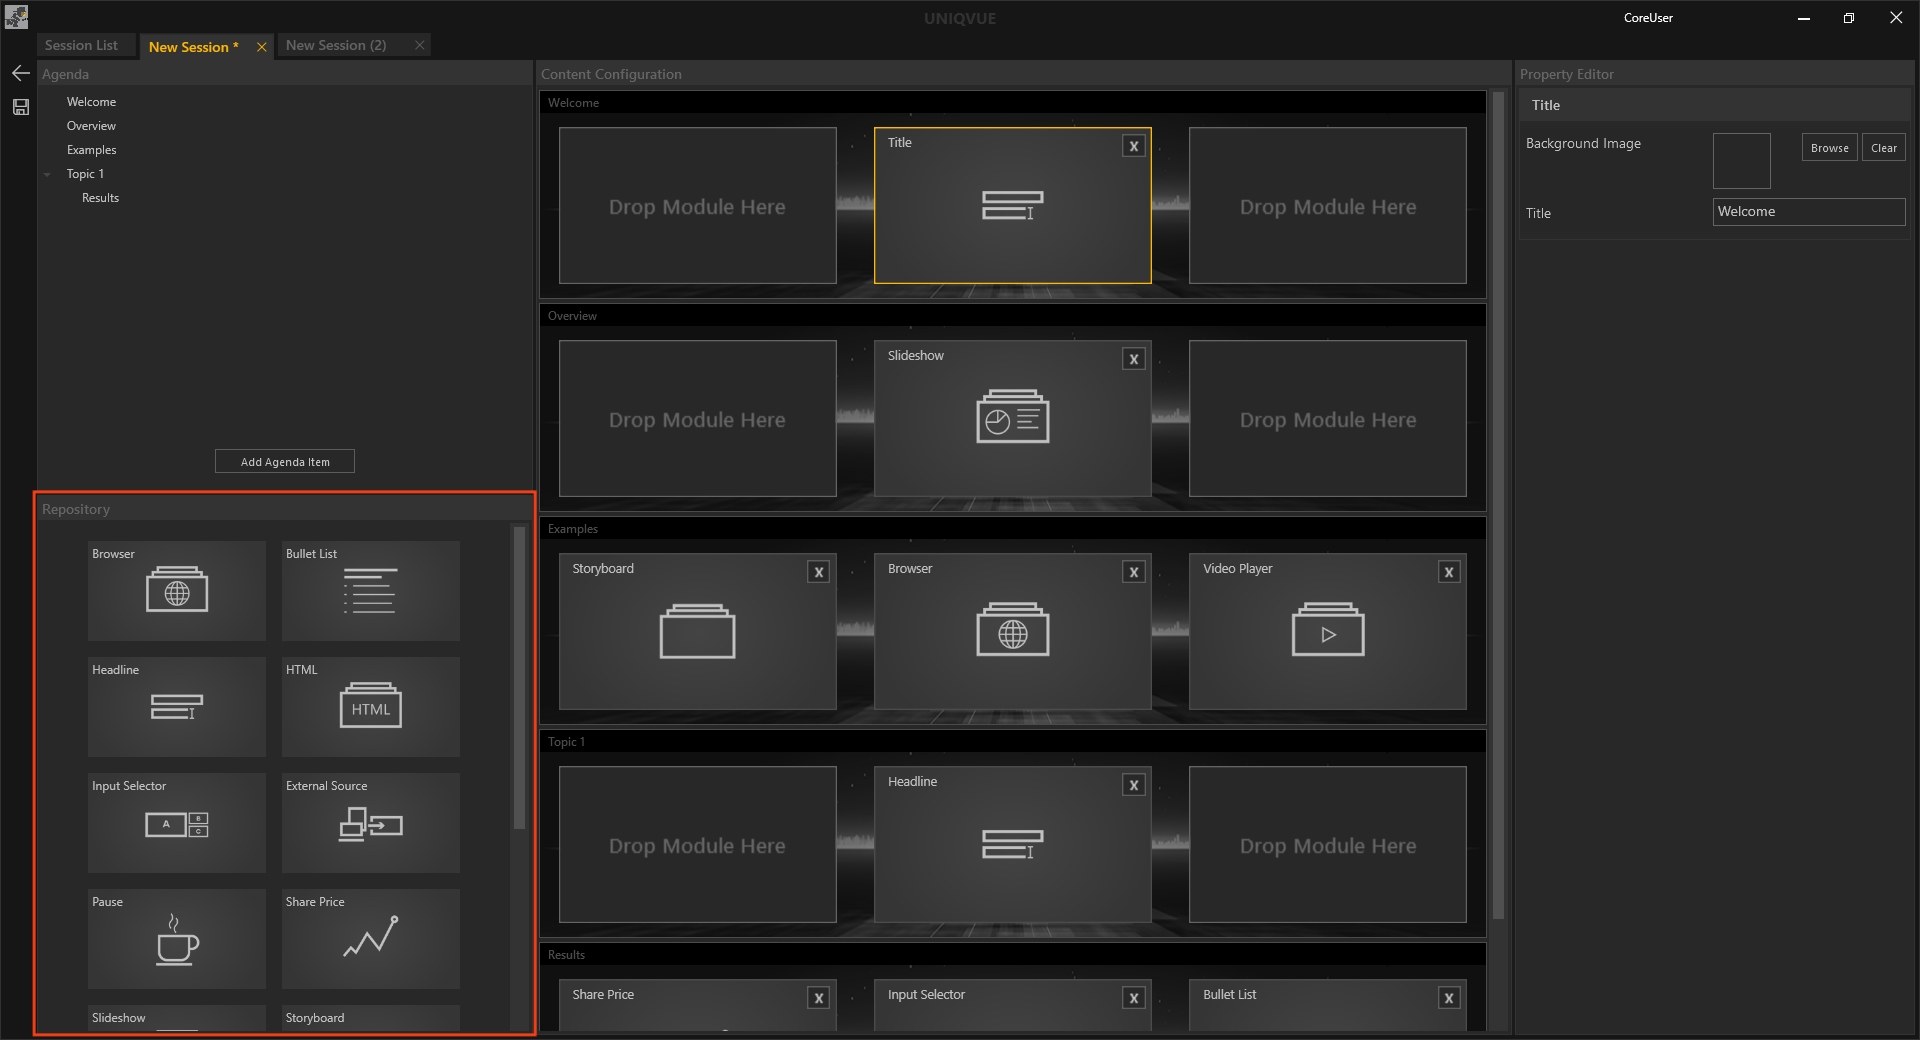 UNIQVUE
CoreUser
Session List
New Session *
New Session (2)
Agenda
Welcome
Overview
Examples
Topic 1
Results
Add Agenda Item
Repository
Browser
Bullet List
Headline
HTML
HTML
Input Selector
A
B
C
External Source
Pause
Share Price
Slideshow
Storyboard
Content Configuration
Welcome
Drop Module Here
Title
X
Drop Module Here
Overview
Drop Module Here
Slideshow
X
Drop Module Here
Examples
Storyboard
X
Browser
X
Video Player
X
Topic 1
Drop Module Here
Headline
X
Drop Module Here
Results
Share Price
X
Input Selector
X
Bullet List
X
Property Editor
Title
Background Image
Browse
Clear
Title
Welcome